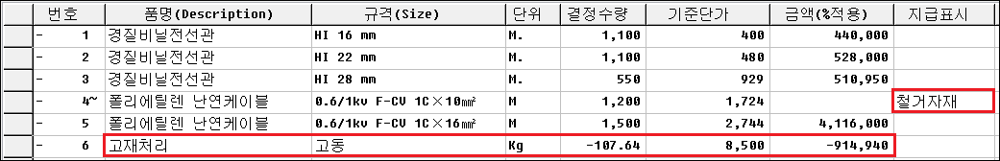 번호 품명(Description) 규격(Size) 단위 결정수량 기준단가 금액(%적용) 지급표시
- 1 경질비닐전선관 HI 16 mm M. 1,100 400 440,000
- 2 경질비닐전선관 HI 22 mm M. 1,100 480 528,000
- 3 경질비닐전선관 HI 28 mm M. 550 929 510,950
- 4~ 폴리에틸렌 난연케이블 0.6/1kv F-CV 1C×10㎟ M 1,200 1,724 철거자재
- 5 폴리에틸렌 난연케이블 0.6/1kv F-CV 1C×16㎟ M 1,500 2,744 4,116,000
- 6 고재처리 고동 Kg -107.64 8,500 -914,940